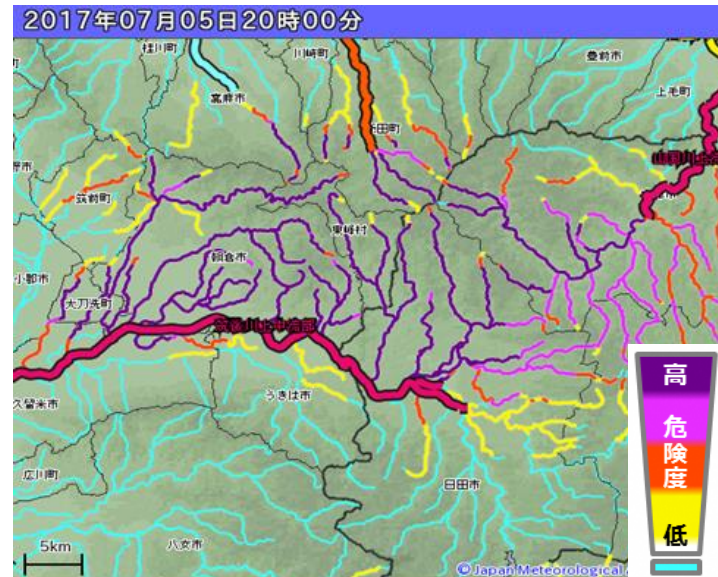 2017年07月05日20時00分
桂川町
川崎町
豊前市
嘉麻市
上毛町
添田町
筑前町
東峰村
朝倉市
小郡市
大刀洗町
筑後川上中流部
久留米市
うきは市
広川町
日田市
八女市
高
危
険
度
低
5km
© Japan Meteorological A